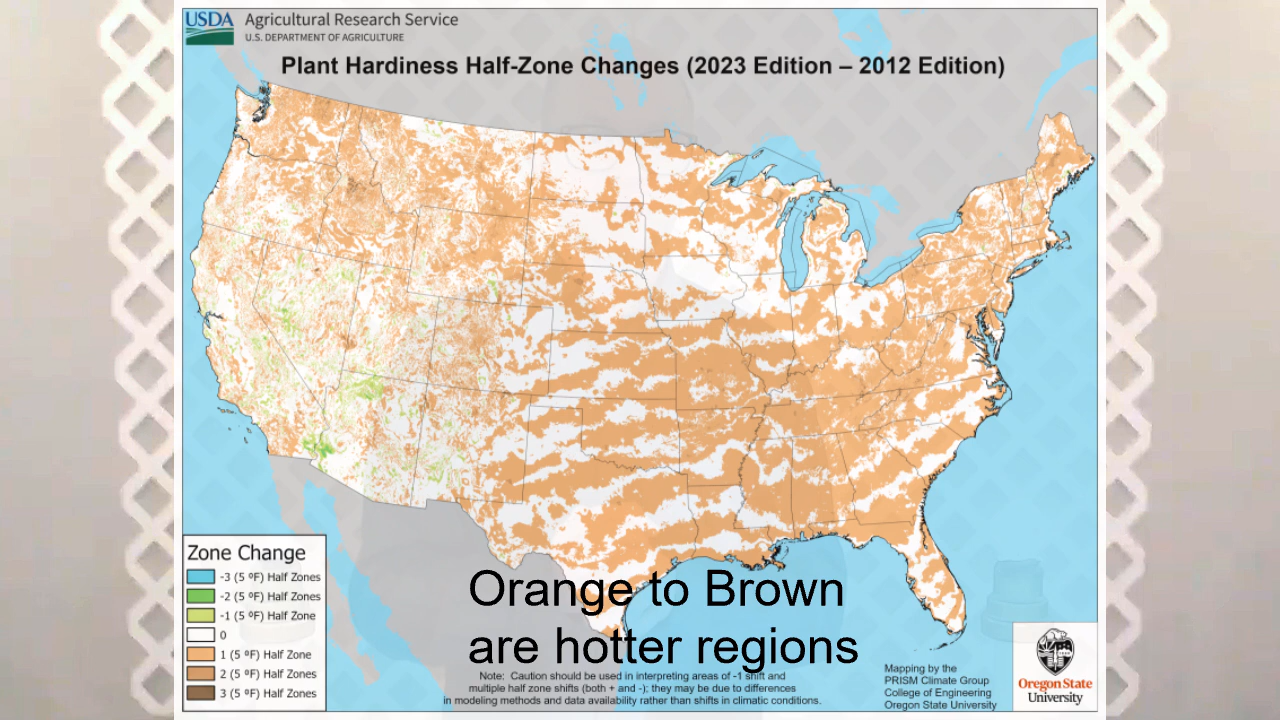 USDA Agricultural Research Service
U.S. DEPARTMENT OF AGRICULTURE
Plant Hardiness Half-Zone Changes (2023 Edition – 2012 Edition)
Zone Change
-3 (5 ºF) Half Zones
-2 (5 ºF) Half Zones
-1 (5 ºF) Half Zone
0
1 (5 ºF) Half Zone
2 (5 ºF) Half Zones
3 (5 ºF) Half Zones
Orange to Brown
are hotter regions
Note: Caution should be used in interpreting areas of -1 shift and
multiple half zone shifts (both + and -); they may be due to differences
in modeling methods and data availability rather than shifts in climatic conditions.
Mapping by the
PRISM Climate Group
College of Engineering
Oregon State University
Oregon State
University